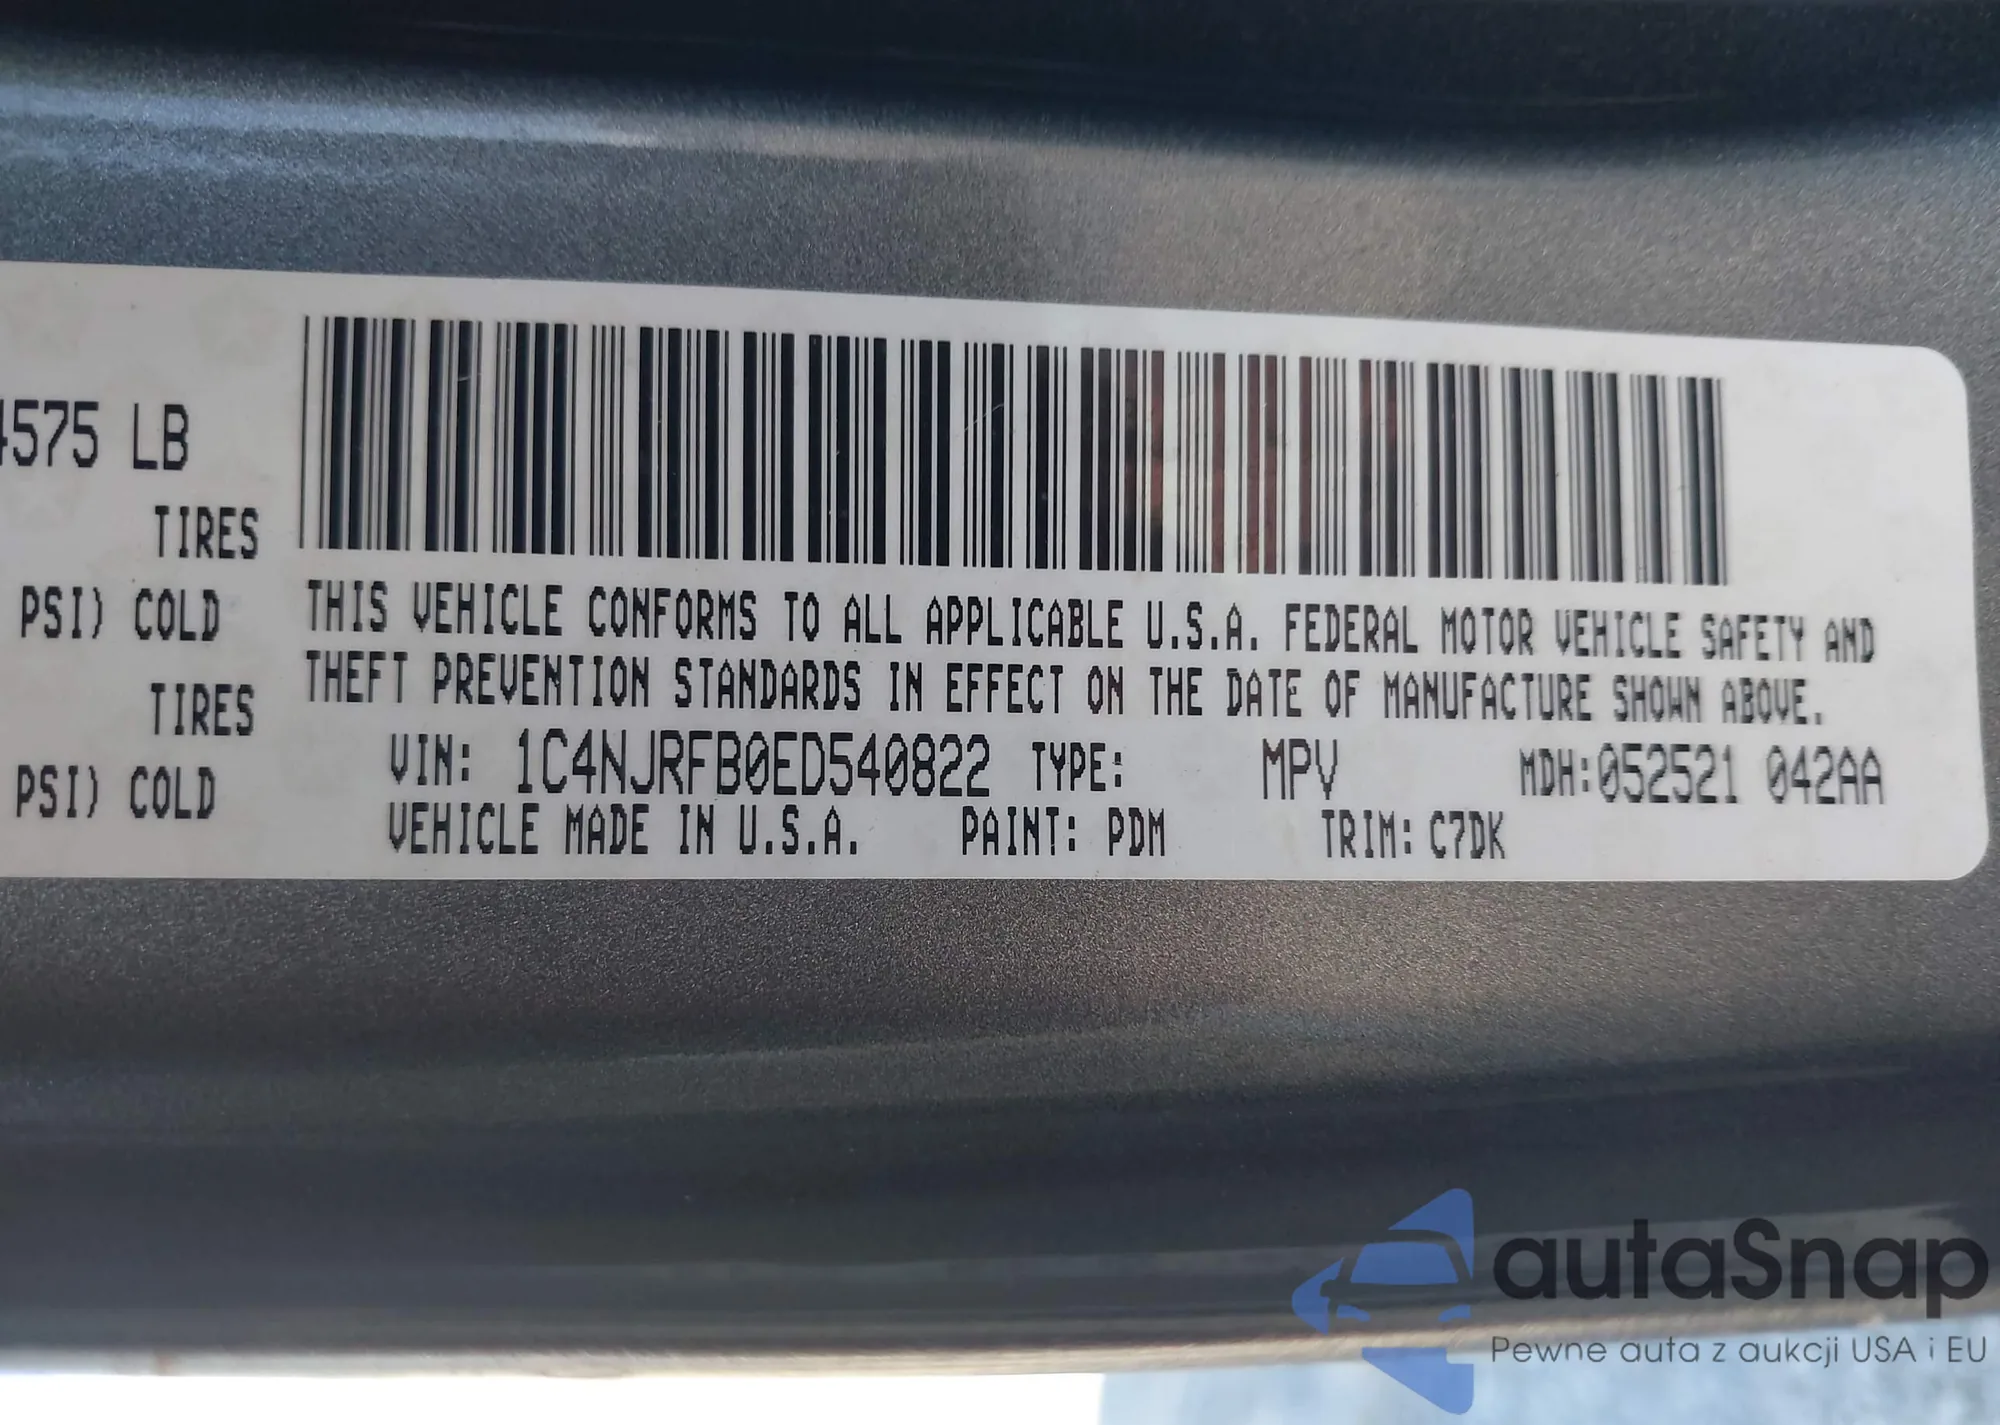 4575 LB
TIRES
PSI) COLD
TIRES
PSI) COLD
THIS VEHICLE CONFORMS TO ALL APPLICABLE U.S.A. FEDERAL MOTOR VEHICLE SAFETY AND
THEFT PREVENTION STANDARDS IN EFFECT ON THE DATE OF MANUFACTURE SHOWN ABOVE.
VIN: 1C4NJRFB0ED540822 TYPE: MPV MDH:052521 042AA
VEHICLE MADE IN U.S.A. PAINT: PDM TRIM: C7DK
autaSnap
Pewne auta z aukcji USA i EU